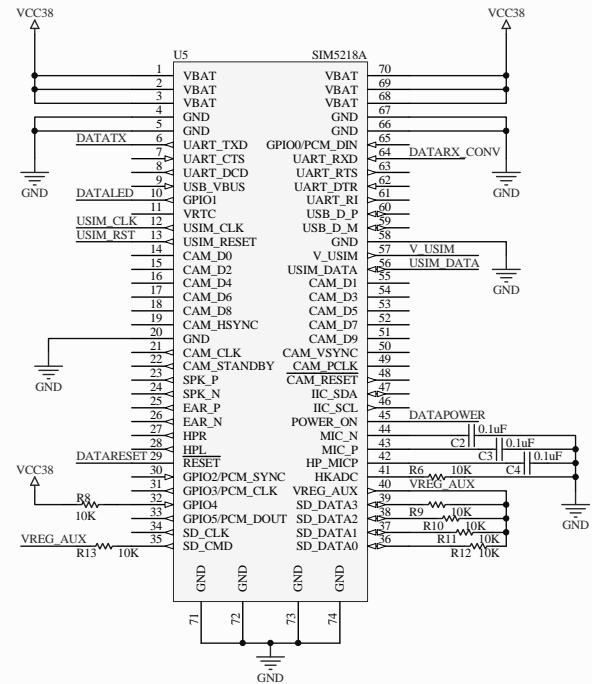 VCC38 VCC38
U5 SIM5218A
1 VBAT VBAT 70
2 VBAT VBAT 69
3 VBAT VBAT 68
4 GND GND 67
5 GND GND 66
DATATX 6 UART_TXD GPIO0/PCM_DIN 65
7 UART_CTS UART_RXD 64 DATARX_CONV
8 UART_DCD UART_RTS 63
9 USB_VBUS UART_DTR 62
GND DATALED 10 GPIO1 UART_RI 61 GND
11 VRTC USB_D_P 60
USIM_CLK 12 USIM_CLK USB_D_M 59
USIM_RST 13 USIM_RESET GND 58
14 CAM_D0 V_USIM 57 V_USIM
15 CAM_D2 USIM_DATA 56 USIM_DATA
16 CAM_D4 CAM_D1 55 GND
17 CAM_D6 CAM_D3 54
18 CAM_D8 CAM_D5 53
19 CAM_HSYNC CAM_D7 52
20 GND CAM_D9 51
21 CAM_CLK CAM_VSYNC 50
22 CAM_STANDBY CAM_PCLK 49
GND 23 SPK_P CAM_RESET 48
24 SPK_N IIC_SDA 47
25 EAR_P IIC_SCL 46
26 EAR_N POWER_ON 45 DATAPOWER
27 HPR MIC_N 44 C2 0.1uF
28 HPL MIC_P 43 C3 0.1uF
DATARESET 29 RESET HP_MICP 42 C4 0.1uF
VCC38 30 GPIO2/PCM_SYNC HKADC 41 R6 10K
31 GPIO3/PCM_CLK VREG_AUX 40 VREG_AUX
R8 10K 32 GPIO4 SD_DATA3 39 R9 10K GND
33 GPIO5/PCM_DOUT SD_DATA2 38 R10 10K
34 SD_CLK SD_DATA1 37 R11 10K
VREG_AUX R13 10K 35 SD_CMD SD_DATA0 36 R12 10K
GND GND GND GND
71 72 73 74
GND